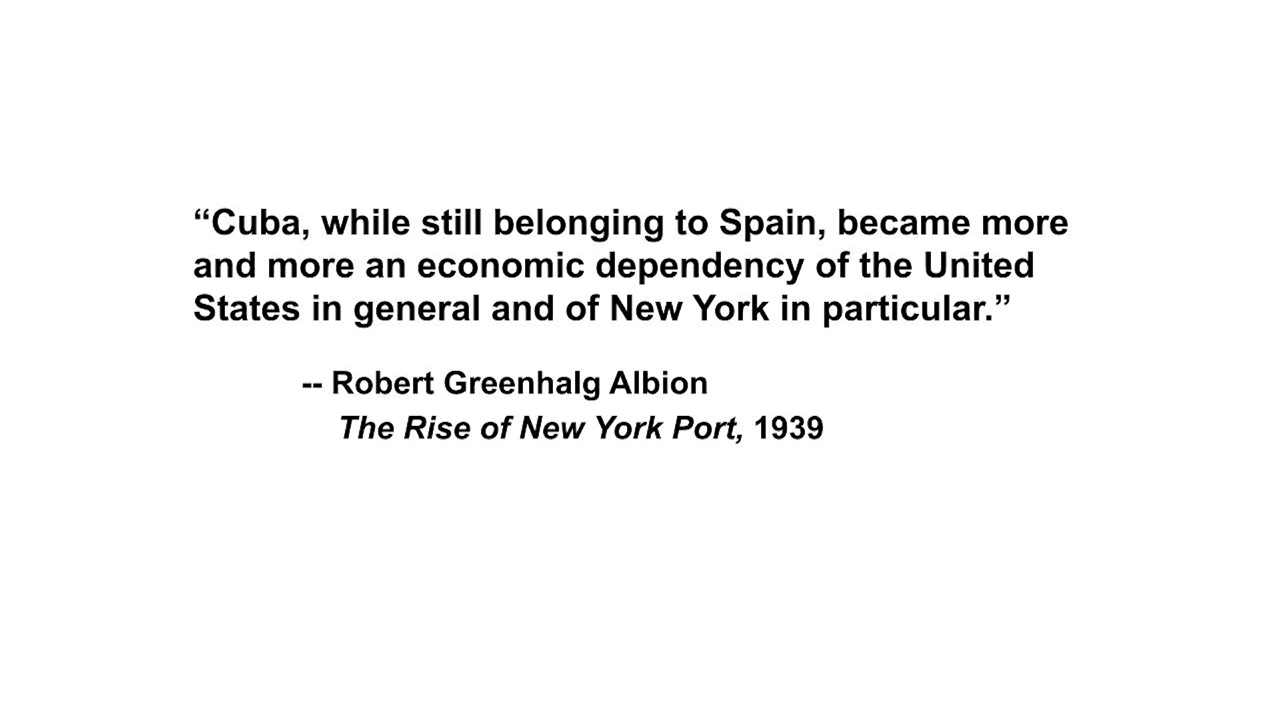 “Cuba, while still belonging to Spain, became more
and more an economic dependency of the United
States in general and of New York in particular.”
-- Robert Greenhalg Albion
The Rise of New York Port, 1939